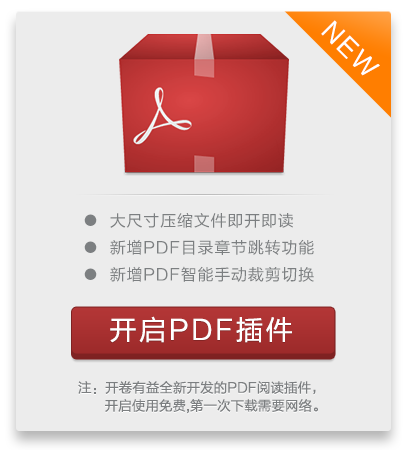 NEW
大尺寸压缩文件即开即读
新增PDF目录章节跳转功能
新增PDF智能手动裁剪切换
开启PDF插件
注：开卷有益全新开发的PDF阅读插件，
开启使用免费,第一次下载需要网络。